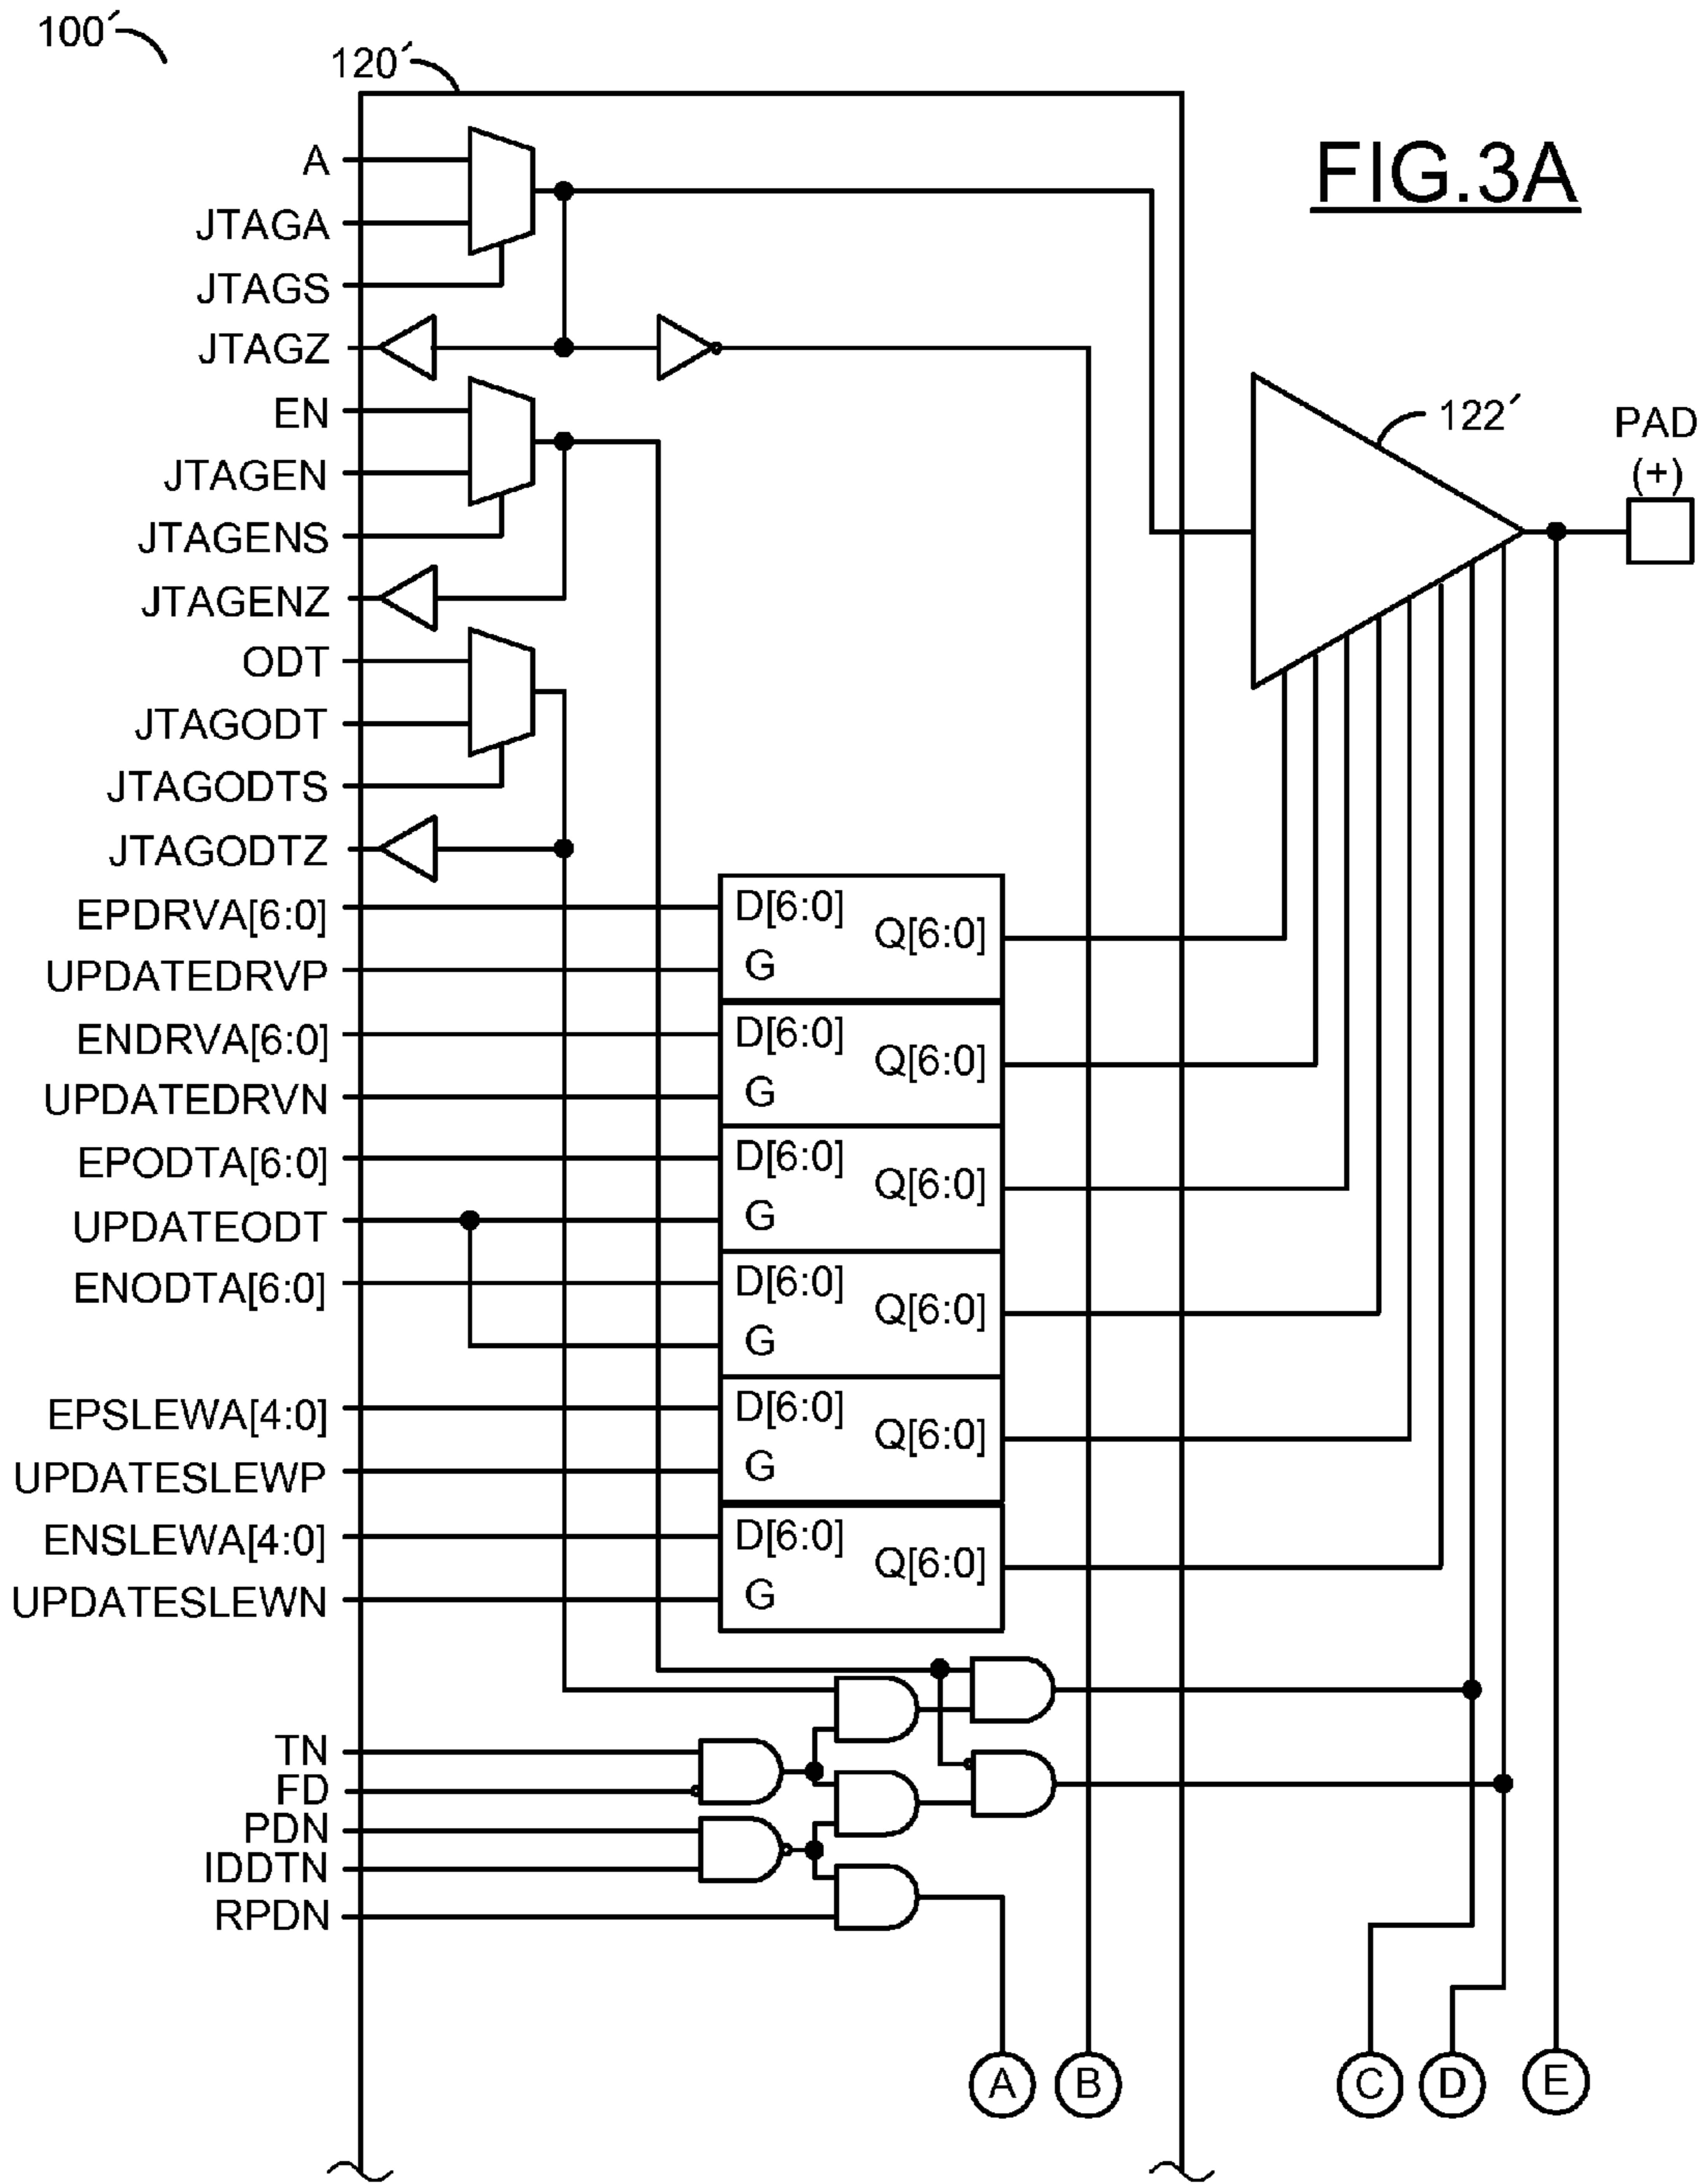 100´
120´
FIG.3A
A
JTAGA
JTAGS
JTAGZ
EN
JTAGEN
JTAGENS
JTAGENZ
ODT
JTAGODT
JTAGODTS
JTAGODTZ
122´
PAD
(+)
EPDRVA[6:0]
UPDATEDRVP
ENDRVA[6:0]
UPDATEDRVN
EPODTA[6:0]
UPDATEODT
ENODTA[6:0]
EPSLEWA[4:0]
UPDATESLEWP
ENSLEWA[4:0]
UPDATESLEWN
D[6:0]
Q[6:0]
G
D[6:0]
Q[6:0]
G
D[6:0]
Q[6:0]
G
D[6:0]
Q[6:0]
G
D[6:0]
Q[6:0]
G
D[6:0]
Q[6:0]
G
TN
FD
PDN
IDDTN
RPDN
A
B
C
D
E